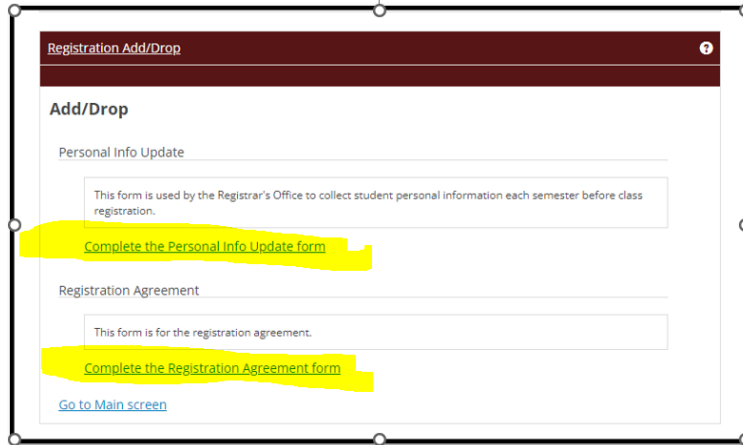 Registration Add/Drop
Add/Drop
Personal Info Update
This form is used by the Registrar's Office to collect student personal information each semester before class
registration.
Complete the Personal Info Update form
Registration Agreement
This form is for the registration agreement.
Complete the Registration Agreement form
Go to Main screen